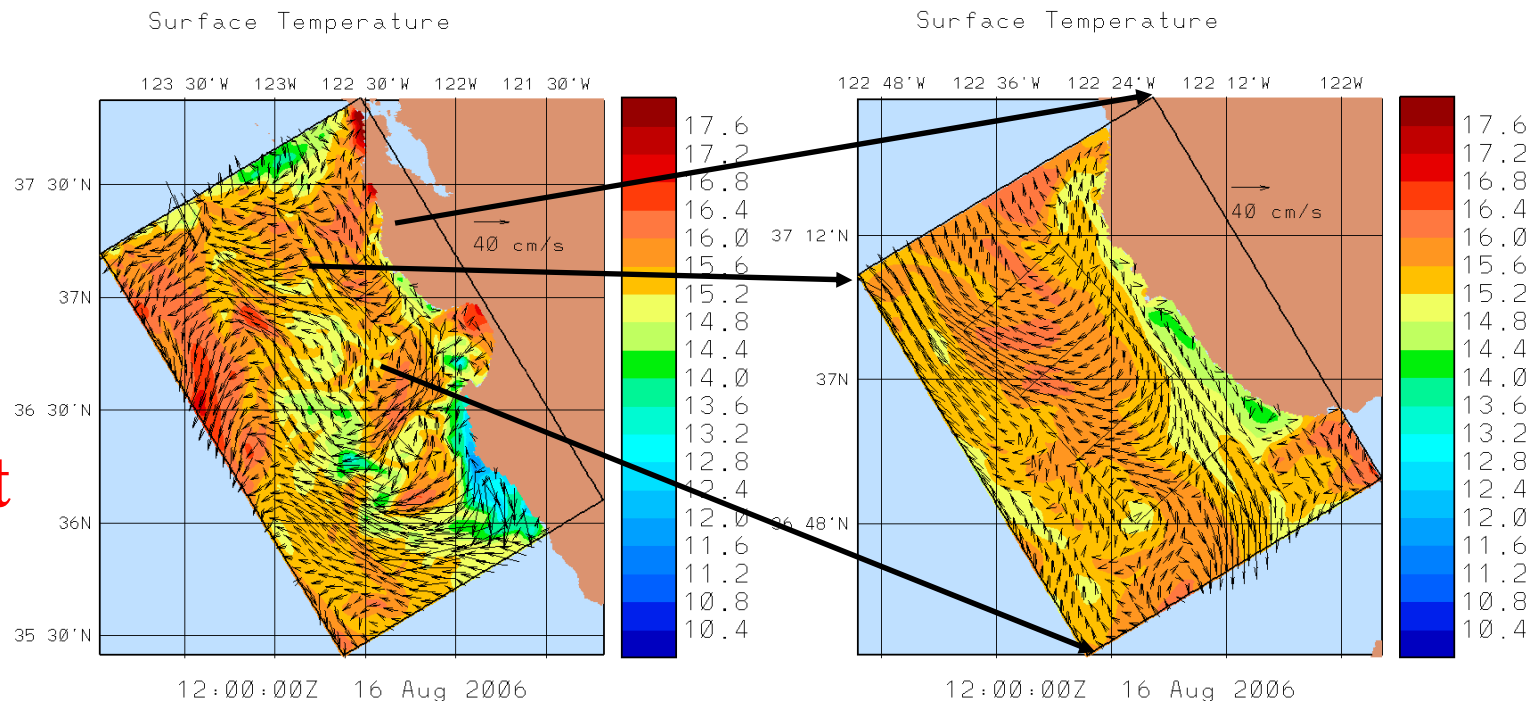 Surface Temperature
123 30'W 123W 122 30'W 122W 121 30'W
37 30'N
37N
36 30'N
36N
35 30'N
40 cm/s
17.6
17.2
16.8
16.4
16.0
15.6
15.2
14.8
14.4
14.0
13.6
13.2
12.8
12.4
12.0
11.6
11.2
10.8
10.4
12:00:00Z 16 Aug 2006
t
Surface Temperature
122 48'W 122 36'W 122 24'W 122 12'W 122W
37 12'N
37N
36 48'N
40 cm/s
17.6
17.2
16.8
16.4
16.0
15.6
15.2
14.8
14.4
14.0
13.6
13.2
12.8
12.4
12.0
11.6
11.2
10.8
10.4
12:00:00Z 16 Aug 2006